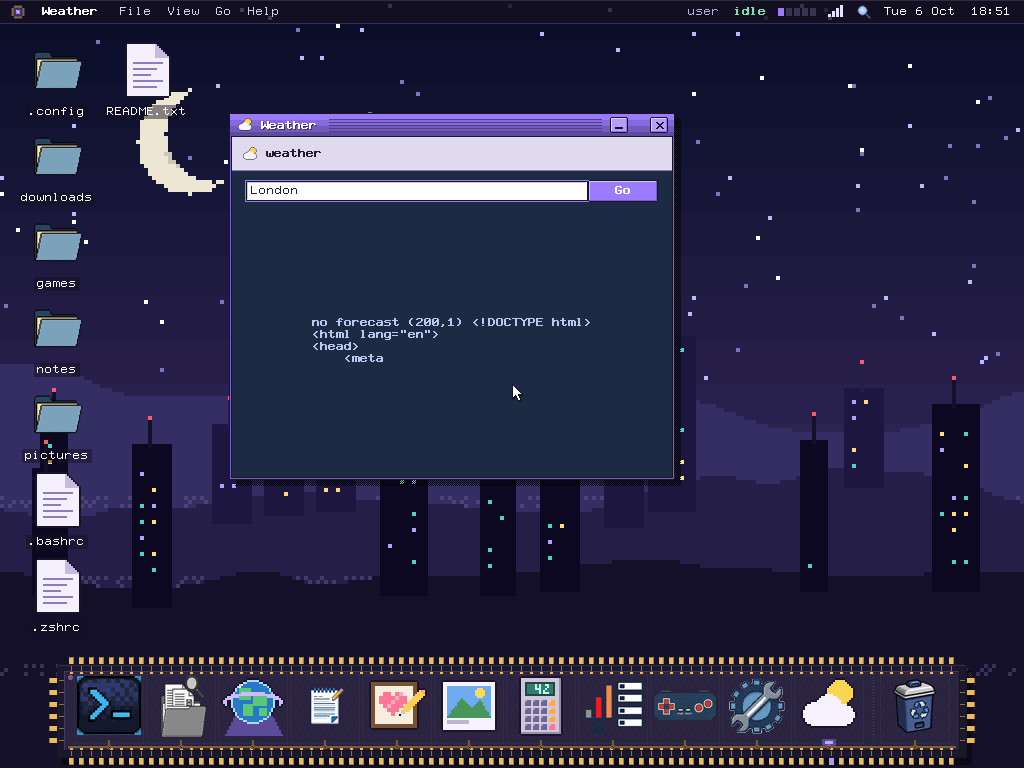 Weather File View Go Help user idle Tue 6 Oct 18:51
.config
README.txt
downloads
games
notes
pictures
.bashrc
.zshrc
Weather
weather
London Go
no forecast (200,1) <!DOCTYPE html>
<html lang="en">
<head>
<meta
42